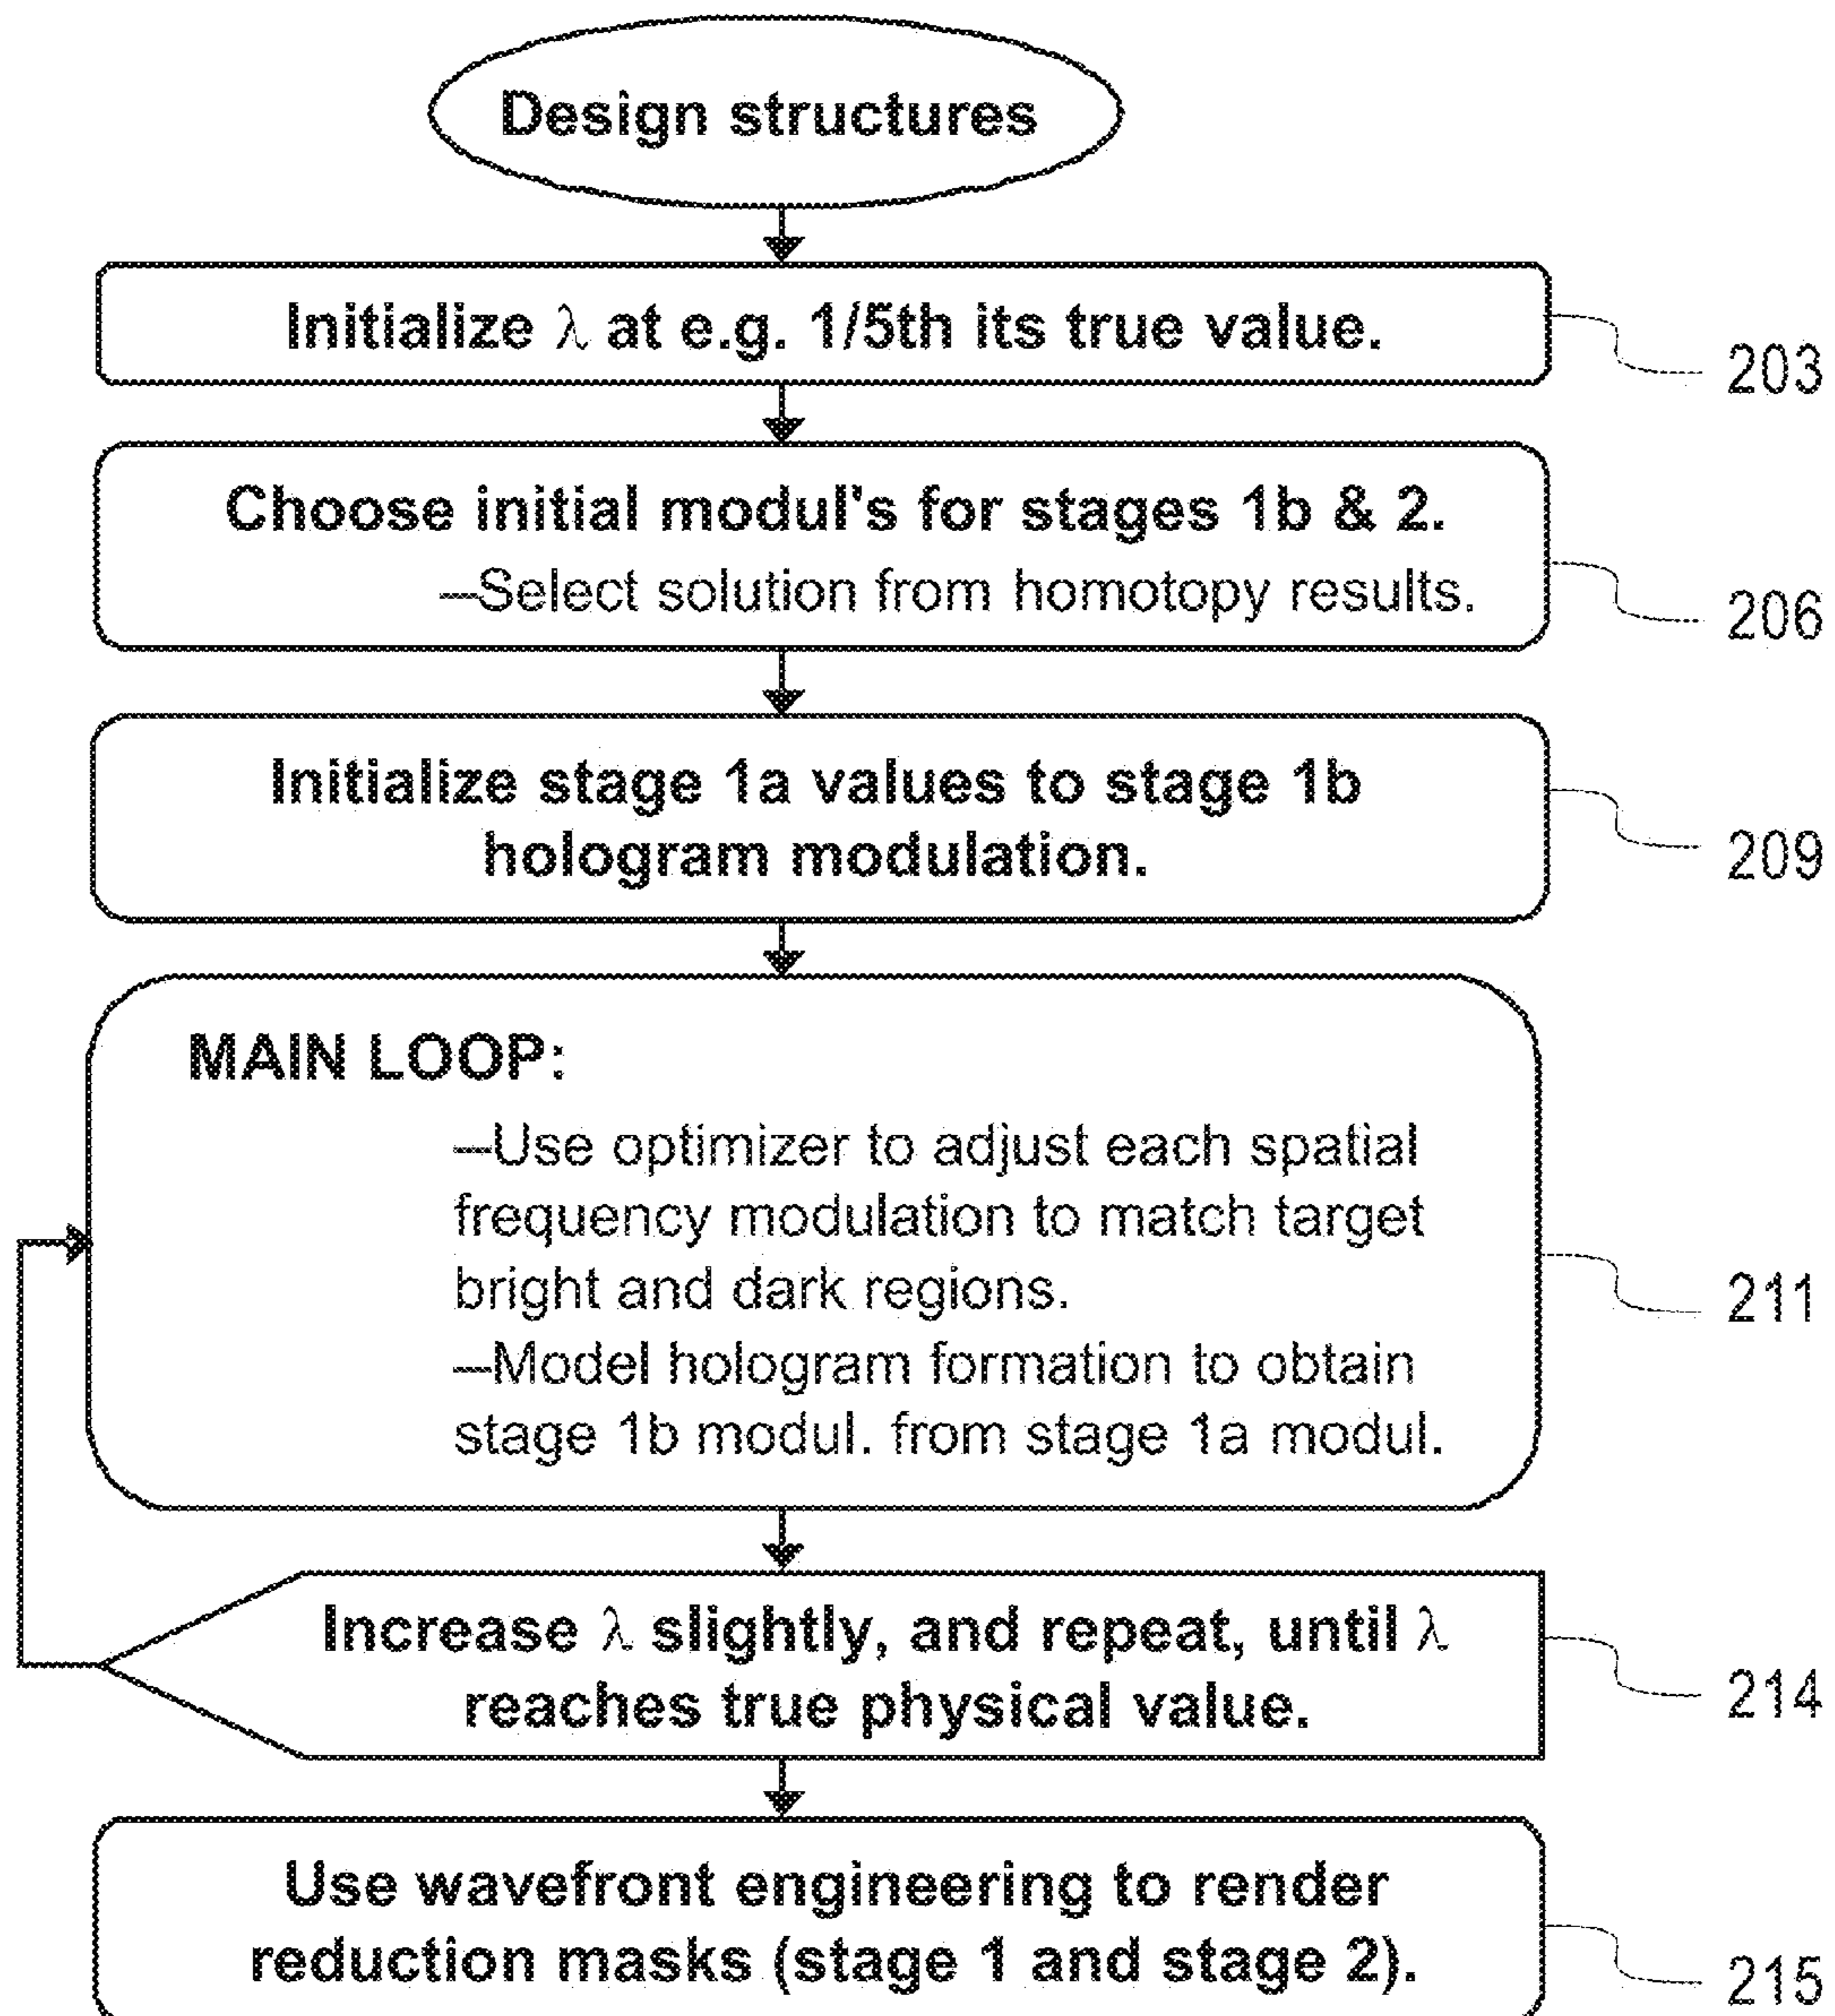 Design structures
Initialize λ at e.g. 1/5th its true value.
203
Choose initial modul's for stages 1b & 2.
—Select solution from homotopy results.
206
Initialize stage 1a values to stage 1b
hologram modulation.
209
MAIN LOOP:
—Use optimizer to adjust each spatial
frequency modulation to match target
bright and dark regions.
—Model hologram formation to obtain
stage 1b modul. from stage 1a modul.
211
Increase λ slightly, and repeat, until λ
reaches true physical value.
214
Use wavefront engineering to render
reduction masks (stage 1 and stage 2).
215